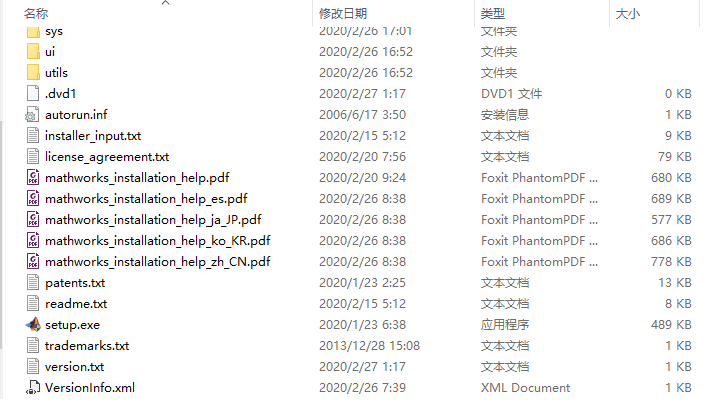 名称 修改日期 类型 大小
sys 2020/2/26 17:01 文件夹
ui 2020/2/26 16:52 文件夹
utils 2020/2/26 16:52 文件夹
.dvd1 2020/2/27 1:17 DVD1 文件 0 KB
autorun.inf 2006/6/17 3:50 安装信息 1 KB
installer_input.txt 2020/2/15 5:12 文本文档 9 KB
license_agreement.txt 2020/2/20 7:56 文本文档 79 KB
mathworks_installation_help.pdf 2020/2/20 9:24 Foxit PhantomPDF ... 680 KB
mathworks_installation_help_es.pdf 2020/2/26 8:38 Foxit PhantomPDF ... 689 KB
mathworks_installation_help_ja_JP.pdf 2020/2/26 8:38 Foxit PhantomPDF ... 577 KB
mathworks_installation_help_ko_KR.pdf 2020/2/26 8:38 Foxit PhantomPDF ... 686 KB
mathworks_installation_help_zh_CN.pdf 2020/2/26 8:38 Foxit PhantomPDF ... 778 KB
patents.txt 2020/1/23 2:25 文本文档 13 KB
readme.txt 2020/2/15 5:12 文本文档 8 KB
setup.exe 2020/1/23 6:38 应用程序 489 KB
trademarks.txt 2013/12/28 15:08 文本文档 1 KB
version.txt 2020/2/27 1:17 文本文档 1 KB
VersionInfo.xml 2020/2/26 7:39 XML Document 1 KB